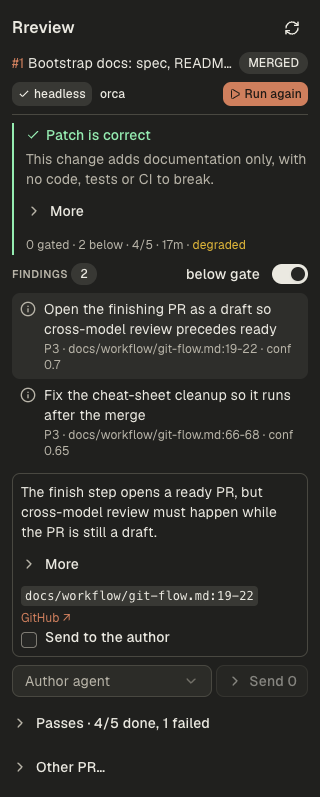 Rreview
#1 Bootstrap docs: spec, READM... MERGED
headless orca Run again
Patch is correct
This change adds documentation only, with
no code, tests or CI to break.
More
0 gated · 2 below · 4/5 · 17m · degraded
FINDINGS 2 below gate
Open the finishing PR as a draft so
cross-model review precedes ready
P3 · docs/workflow/git-flow.md:19-22 · conf
0.7
Fix the cheat-sheet cleanup so it runs
after the merge
P3 · docs/workflow/git-flow.md:66-68 · conf
0.65
The finish step opens a ready PR, but
cross-model review must happen while
the PR is still a draft.
More
docs/workflow/git-flow.md:19-22
GitHub ↗
Send to the author
Author agent Send 0
Passes · 4/5 done, 1 failed
Other PR...